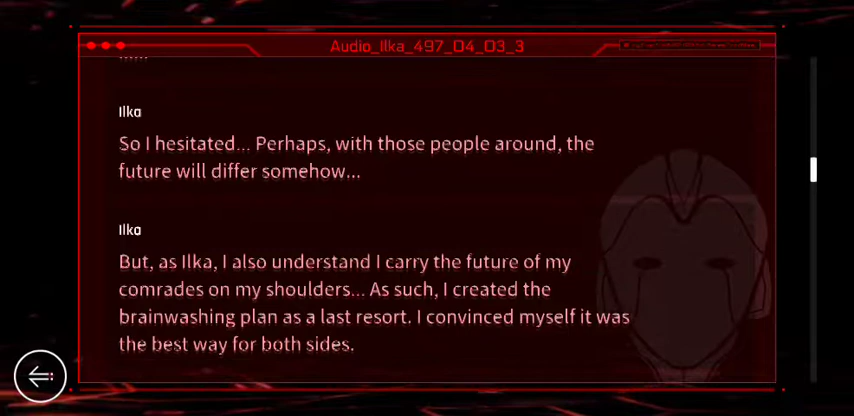 Audio_Ilka_497_04_03_3
Ilka
So I hesitated... Perhaps, with those people around, the
future will differ somehow...
Ilka
But, as Ilka, I also understand I carry the future of my
comrades on my shoulders... As such, I created the
brainwashing plan as a last resort. I convinced myself it was
the best way for both sides.